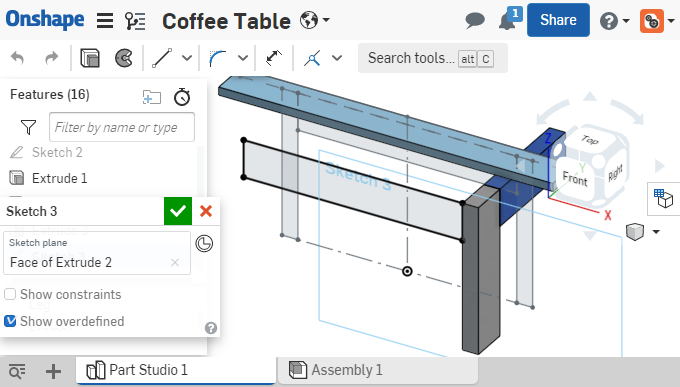 Onshape Coffee Table 1 Share
Search tools... alt C
Features (16)
Filter by name or type
Sketch 2
Extrude 1
Sketch 3
Sketch plane
Face of Extrude 2
Show constraints
Show overdefined
Sketch 3
Z
Top
Y
Front
Right
X
Part Studio 1
Assembly 1